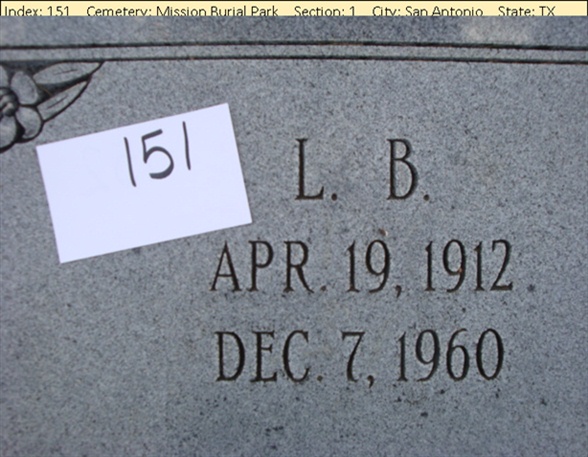 Index: 151 Cemetery: Mission Burial Park Section: 1 City: San Antonio State: TX
151
L. B.
APR. 19, 1912
DEC. 7, 1960